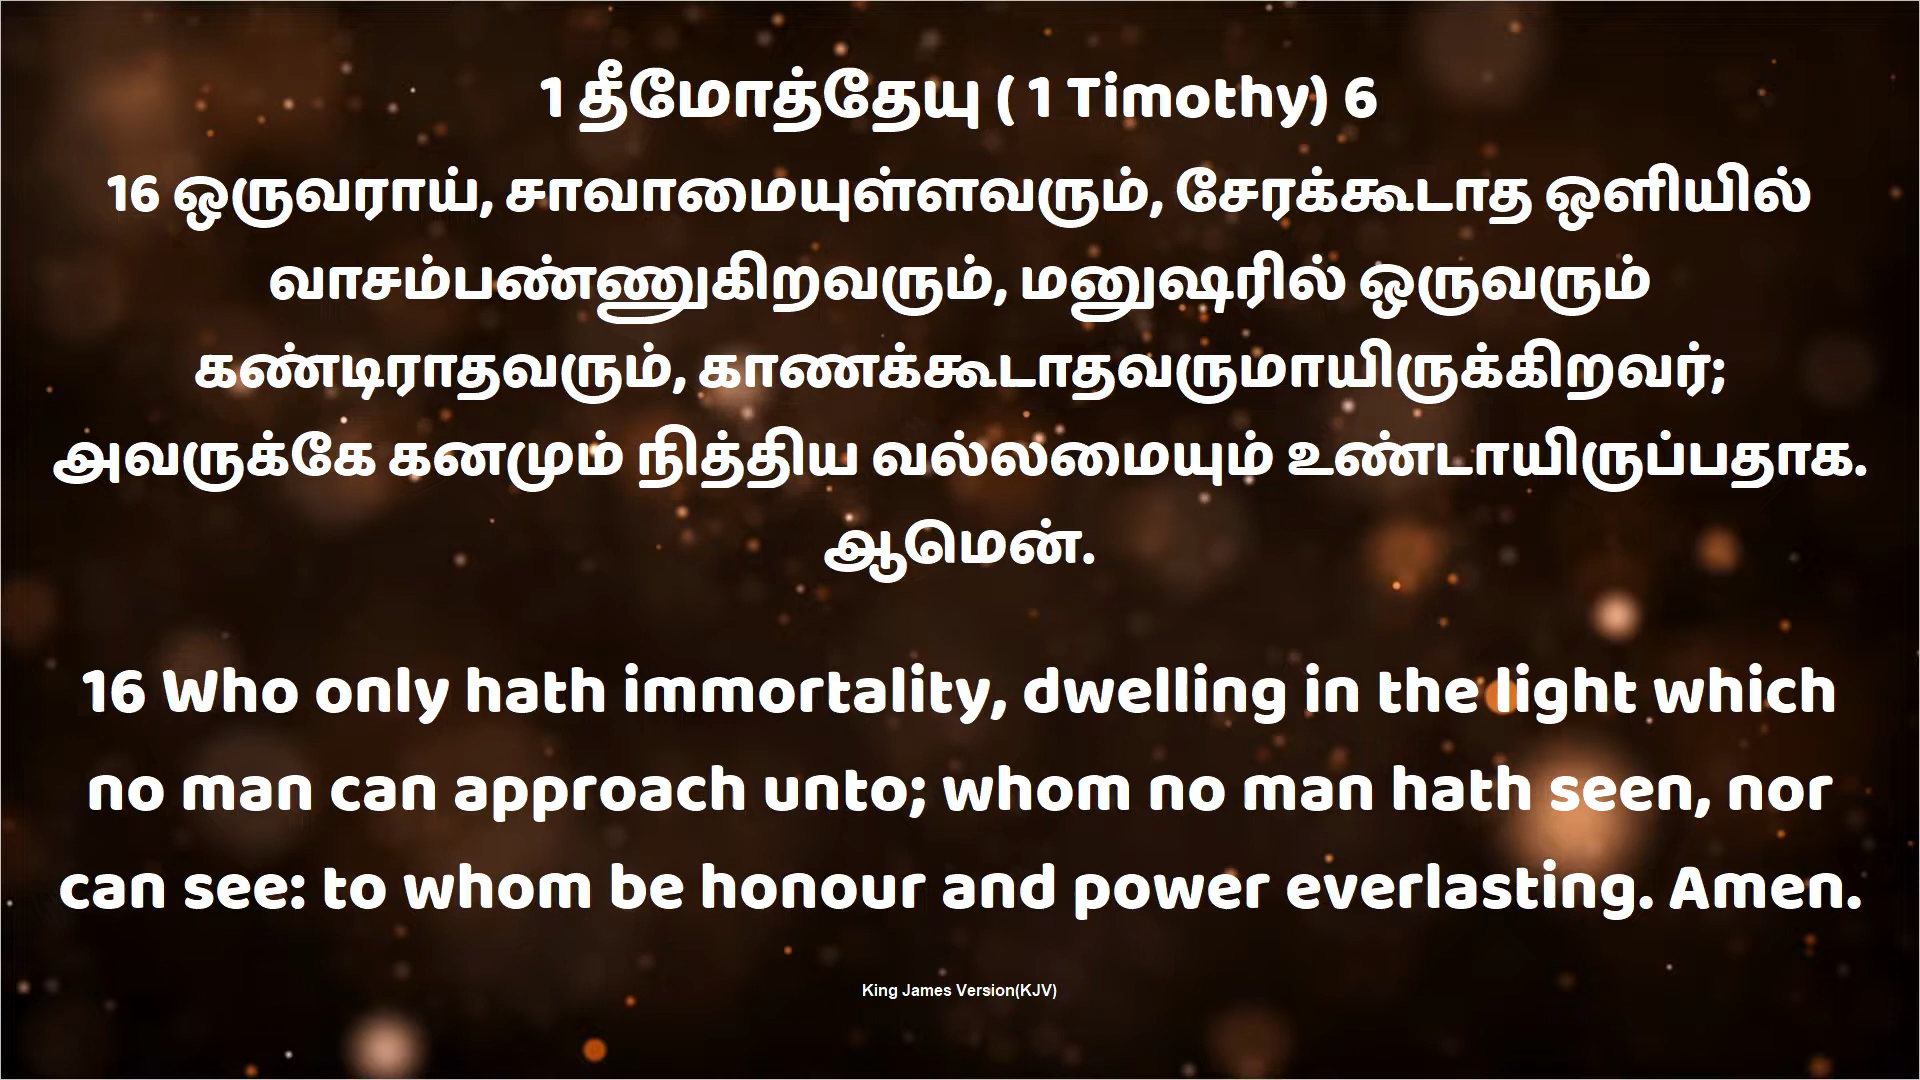 1 தீமோத்தேயு ( 1 Timothy) 6
16 ஒருவராய், சாவாமையுள்ளவரும், சேரக்கூடாத ஒளியில்
வாசம்பண்ணுகிறவரும், மனுஷரில் ஒருவரும்
கண்டிராதவரும், காணக்கூடாதவருமாயிருக்கிறவர்;
அவருக்கே கனமும் நித்திய வல்லமையும் உண்டாயிருப்பதாக.
ஆமென்.
16 Who only hath immortality, dwelling in the light which
no man can approach unto; whom no man hath seen, nor
can see: to whom be honour and power everlasting. Amen.
King James Version(KJV)